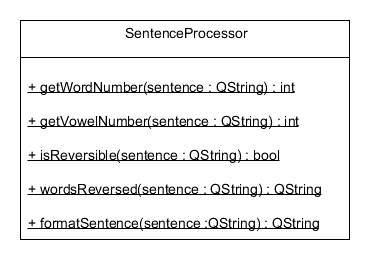 SentenceProcessor
+ getWordNumber(sentence : QString) : int
+ getVowelNumber(sentence : QString) : int
+ isReversible(sentence : QString) : bool
+ wordsReversed(sentence : QString) : QString
+ formatSentence(sentence :QString) : QString